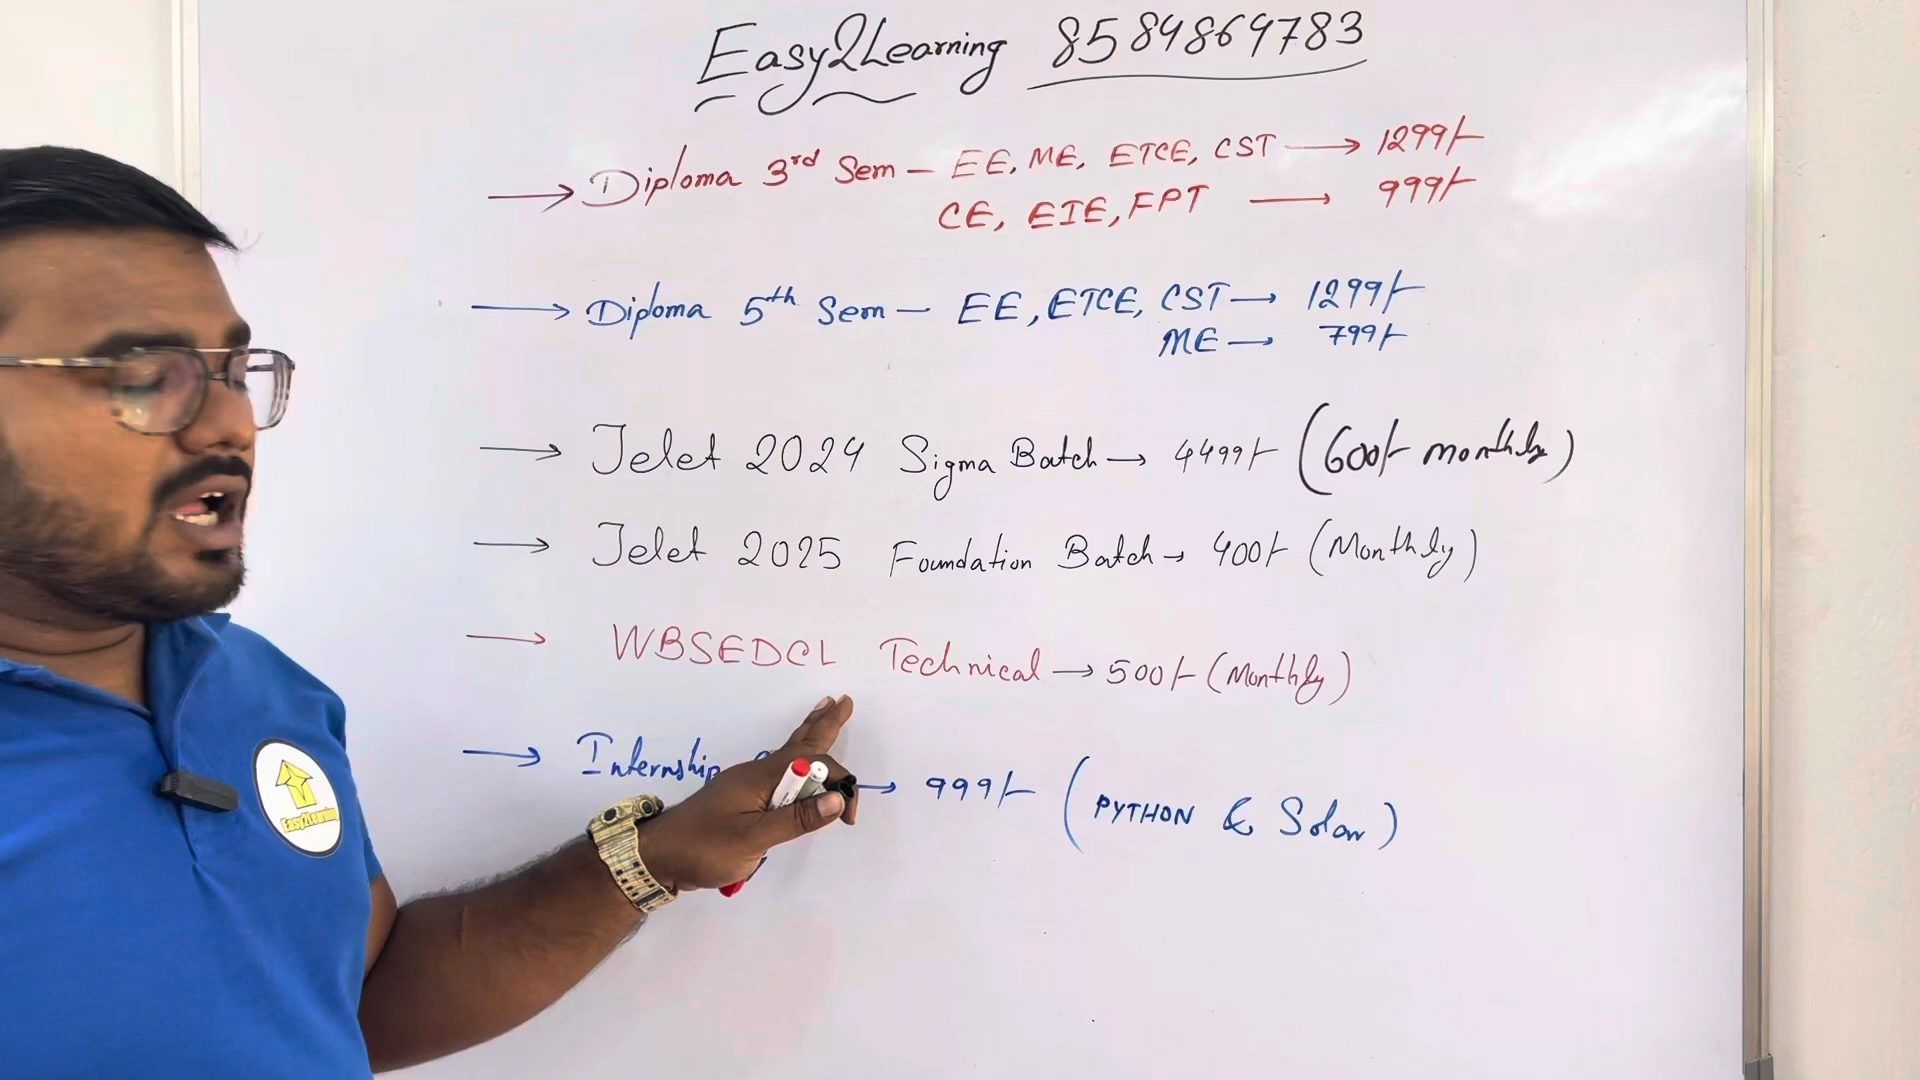 Easy2Learning 8584864783
→ Diploma 3rd Sem – EE, ME, ETCE, CST → 1299/-
CE, EIE, FPT → 999/-
→ Diploma 5th Sem – EE, ETCE, CST → 1299/-
ME → 799/-
→ Jelet 2024 Sigma Batch → 4499/- (600/- monthly)
→ Jelet 2025 Foundation Batch → 400/- (Monthly)
→ WBSEDCL Technical → 500/- (Monthly)
→ Internship → 999/- (PYTHON & Solar)
Easy2Learning